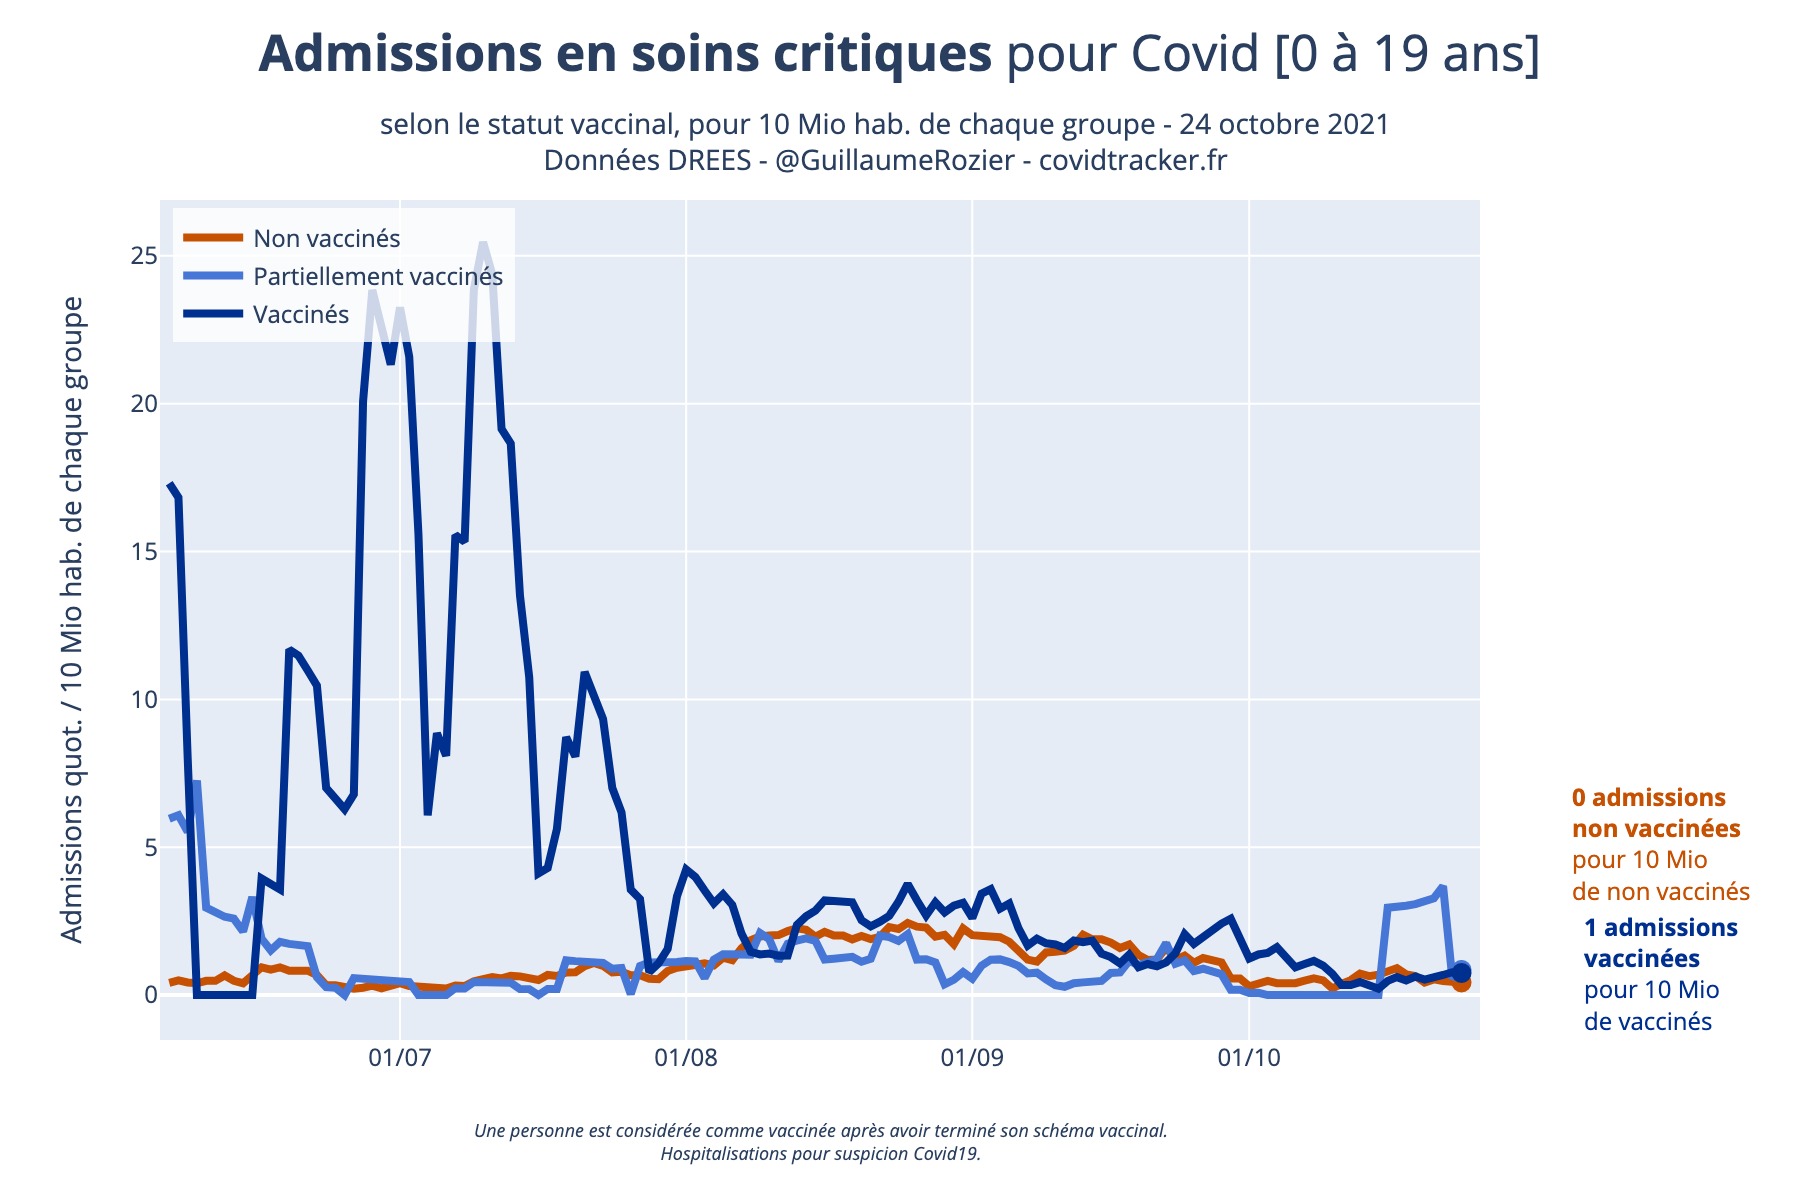 Admissions en soins critiques pour Covid [0 à 19 ans]
selon le statut vaccinal, pour 10 Mio hab. de chaque groupe - 24 octobre 2021
Données DREES - @GuillaumeRozier - covidtracker.fr
Admissions quot. / 10 Mio hab. de chaque groupe
Non vaccinés
Partiellement vaccinés
Vaccinés
25
20
15
10
5
0
01/07
01/08
01/09
01/10
0 admissions
non vaccinées
pour 10 Mio
de non vaccinés
1 admissions
vaccinées
pour 10 Mio
de vaccinés
Une personne est considérée comme vaccinée après avoir terminé son schéma vaccinal.
Hospitalisations pour suspicion Covid19.